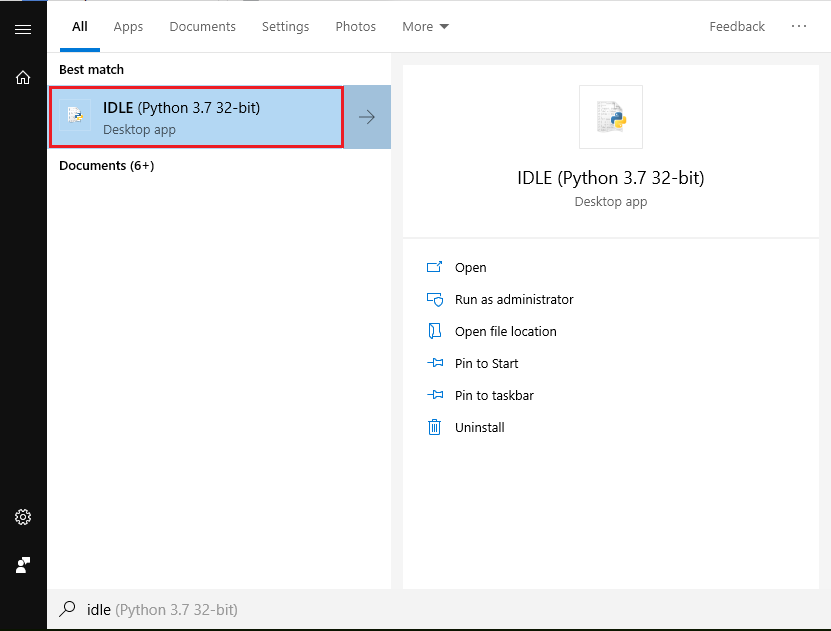 All Apps Documents Settings Photos More Feedback ...
Best match
IDLE (Python 3.7 32-bit)
Desktop app
Documents (6+)
IDLE (Python 3.7 32-bit)
Desktop app
Open
Run as administrator
Open file location
Pin to Start
Pin to taskbar
Uninstall
idle (Python 3.7 32-bit)